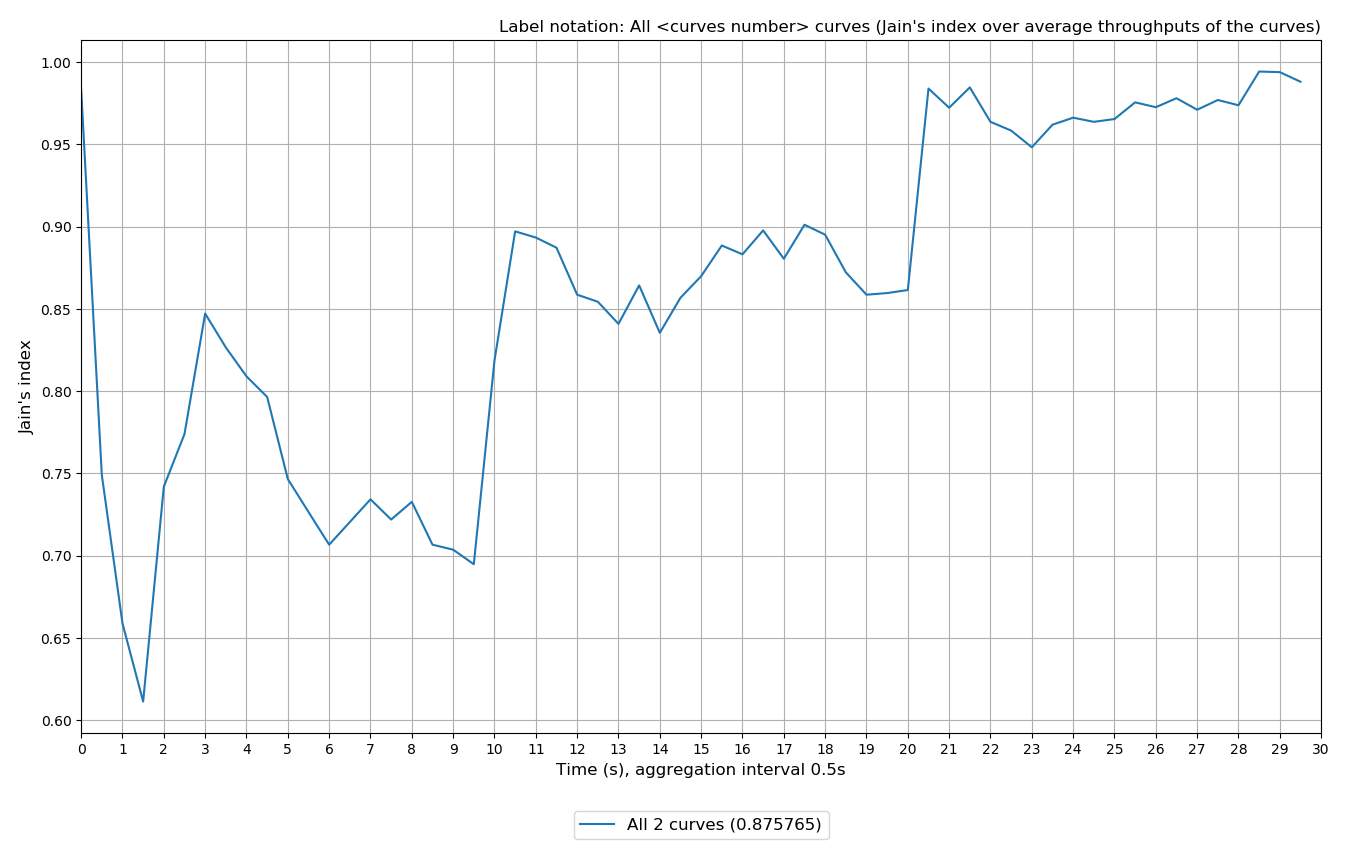 Label notation: All <curves number> curves (Jain's index over average throughputs of the curves)
1.00
0.95
0.90
0.85
0.80
0.75
0.70
0.65
0.60
Jain's index
0 1 2 3 4 5 6 7 8 9 10 11 12 13 14 15 16 17 18 19 20 21 22 23 24 25 26 27 28 29 30
Time (s), aggregation interval 0.5s
All 2 curves (0.875765)